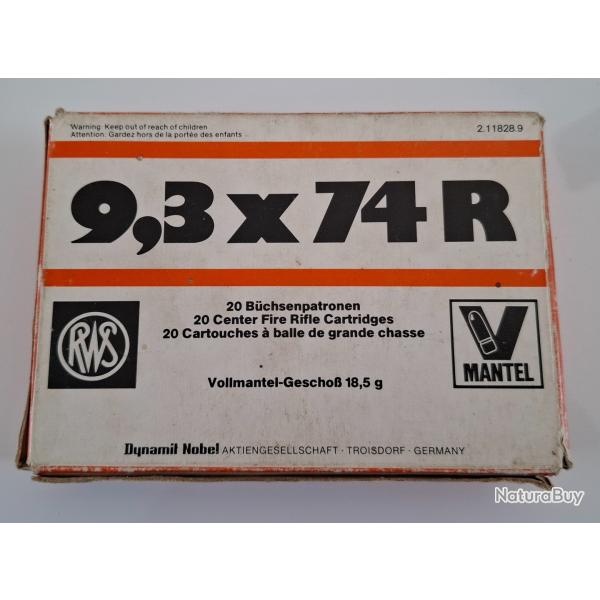 Warning: Keep out of reach of children
Attention: Gardez hors de la portée des enfants
2.11828.9
9,3 x 74 R
20 Büchsenpatronen
20 Center Fire Rifle Cartridges
20 Cartouches à balle de grande chasse
RWS
V
MANTEL
Vollmantel-Geschoß 18,5 g
Dynamit Nobel AKTIENGESELLSCHAFT · TROISDORF · GERMANY
NaturaBuy